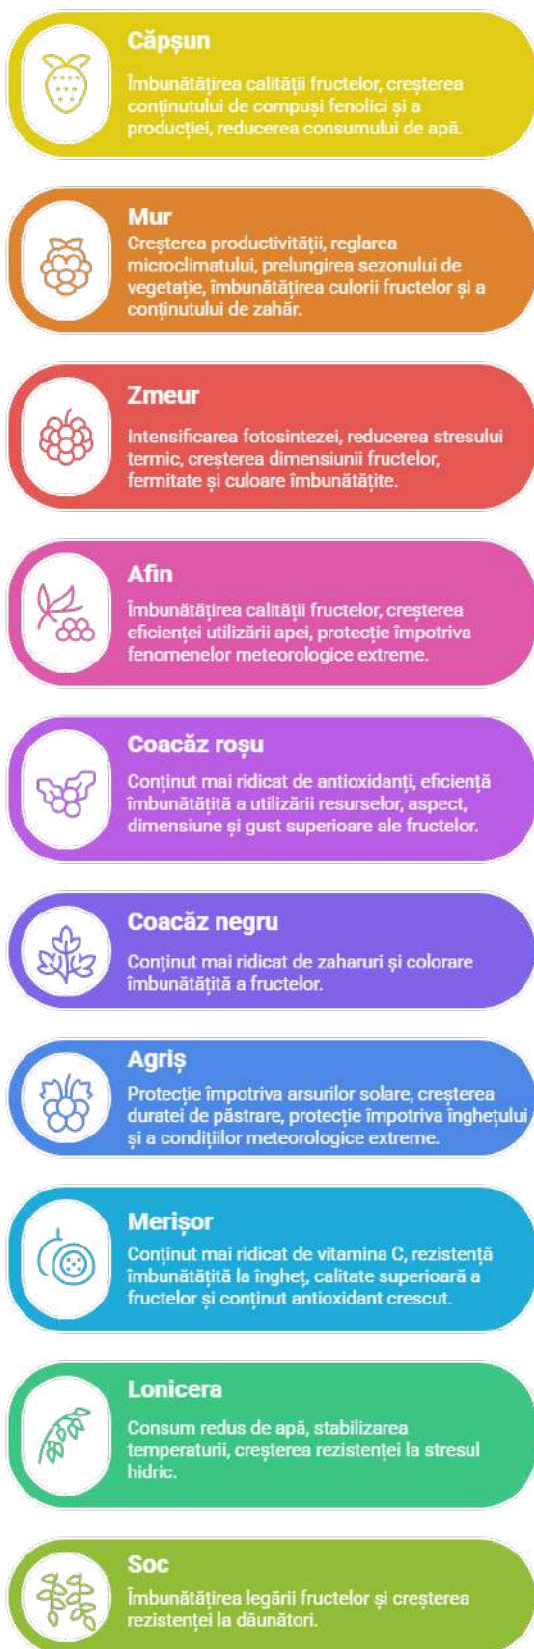 Căpșun
Îmbunătățirea calității fructelor, creșterea
conținutului de compuși fenolici și a
producției, reducerea consumului de apă.
Mur
Creșterea productivității, reglarea
microclimatului, prelungirea sezonului de
vegetație, îmbunătățirea culorii fructelor și a
conținutului de zahăr.
Zmeur
Intensificarea fotosintezei, reducerea stresului
termic, creșterea dimensiunii fructelor,
fermitate și culoare îmbunătățite.
Afin
Îmbunătățirea calității fructelor, creșterea
eficienței utilizării apei, protecție împotriva
fenomenelor meteorologice extreme.
Coacăz roșu
Conținut mai ridicat de antioxidanți, eficiență
îmbunătățită a utilizării resurselor, aspect,
dimensiune și gust superioare ale fructelor.
Coacăz negru
Conținut mai ridicat de zaharuri și colorare
îmbunătățită a fructelor.
Agriș
Protecție împotriva arsurilor solare, creșterea
duratei de păstrare, protecție împotriva înghețului
și a condițiilor meteorologice extreme.
Merișor
Conținut mai ridicat de vitamina C, rezistență
îmbunătățită la îngheț, calitate superioară a
fructelor și conținut antioxidant crescut.
Lonicera
Consum redus de apă, stabilizarea
temperaturii, creșterea rezistenței la stresul
hidric.
Soc
Îmbunătățirea legării fructelor și creșterea
rezistenței la dăunători.